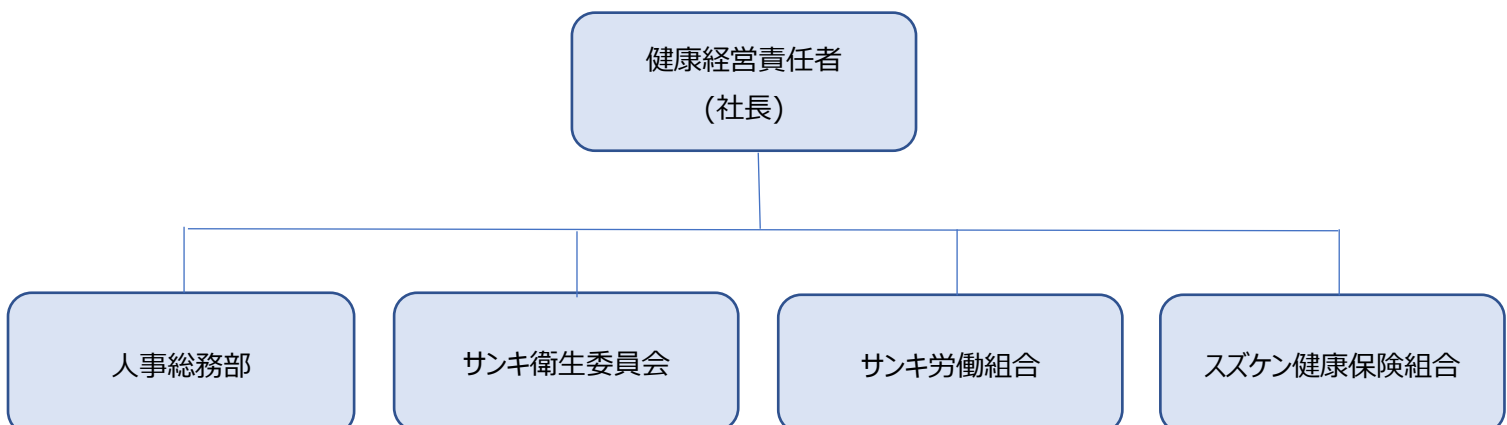 健康経営責任者
(社長)
人事総務部
サンキ衛生委員会
サンキ労働組合
スズケン健康保険組合